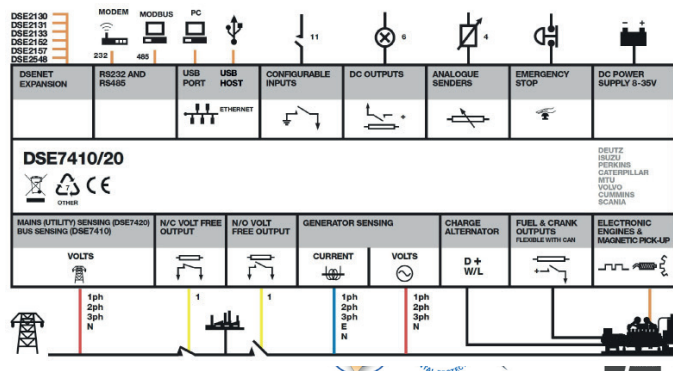 DSE2130
DSE2131
DSE2133
DSE2152
DSE2157
DSE2548
MODEM
MODBUS
PC
232
485
11
6
4
- +
DSENET EXPANSION
RS232 AND RS485
USB PORT
USB HOST
CONFIGURABLE INPUTS
DC OUTPUTS
ANALOGUE SENDERS
EMERGENCY STOP
DC POWER SUPPLY 8-35V
ETHERNET
+
DSE7410/20
7
OTHER
CE
DEUTZ
ISUZU
PERKINS
CATERPILLAR
MTU
VOLVO
CUMMINS
SCANIA
MAINS (UTILITY) SENSING (DSE7420)
BUS SENSING (DSE7410)
N/C VOLT FREE OUTPUT
N/O VOLT FREE OUTPUT
GENERATOR SENSING
CHARGE ALTERNATOR
FUEL & CRANK OUTPUTS
FLEXIBLE WITH CAN
ELECTRONIC ENGINES & MAGNETIC PICK-UP
VOLTS
CURRENT
VOLTS
D +
W/L
+
1ph
2ph
3ph
N
1
1
1ph
2ph
3ph
E
N
1ph
2ph
3ph
N